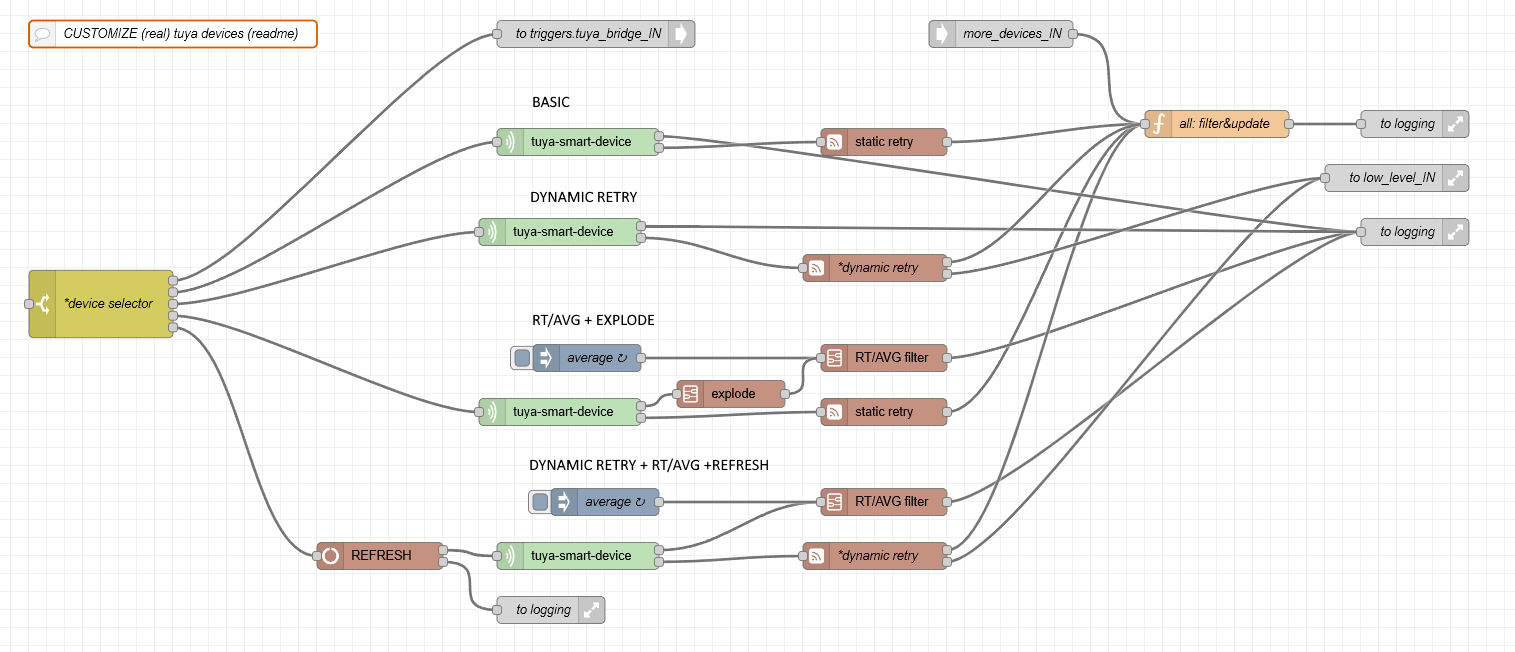 CUSTOMIZE (real) tuya devices (readme)
to triggers.tuya_bridge_IN
more_devices_IN
BASIC
all: filter&update
to logging
tuya-smart-device
static retry
to low_level_IN
DYNAMIC RETRY
tuya-smart-device
to logging
*dynamic retry
*device selector
RT/AVG + EXPLODE
average ↻
RT/AVG filter
explode
tuya-smart-device
static retry
DYNAMIC RETRY + RT/AVG +REFRESH
average ↻
RT/AVG filter
REFRESH
tuya-smart-device
*dynamic retry
to logging